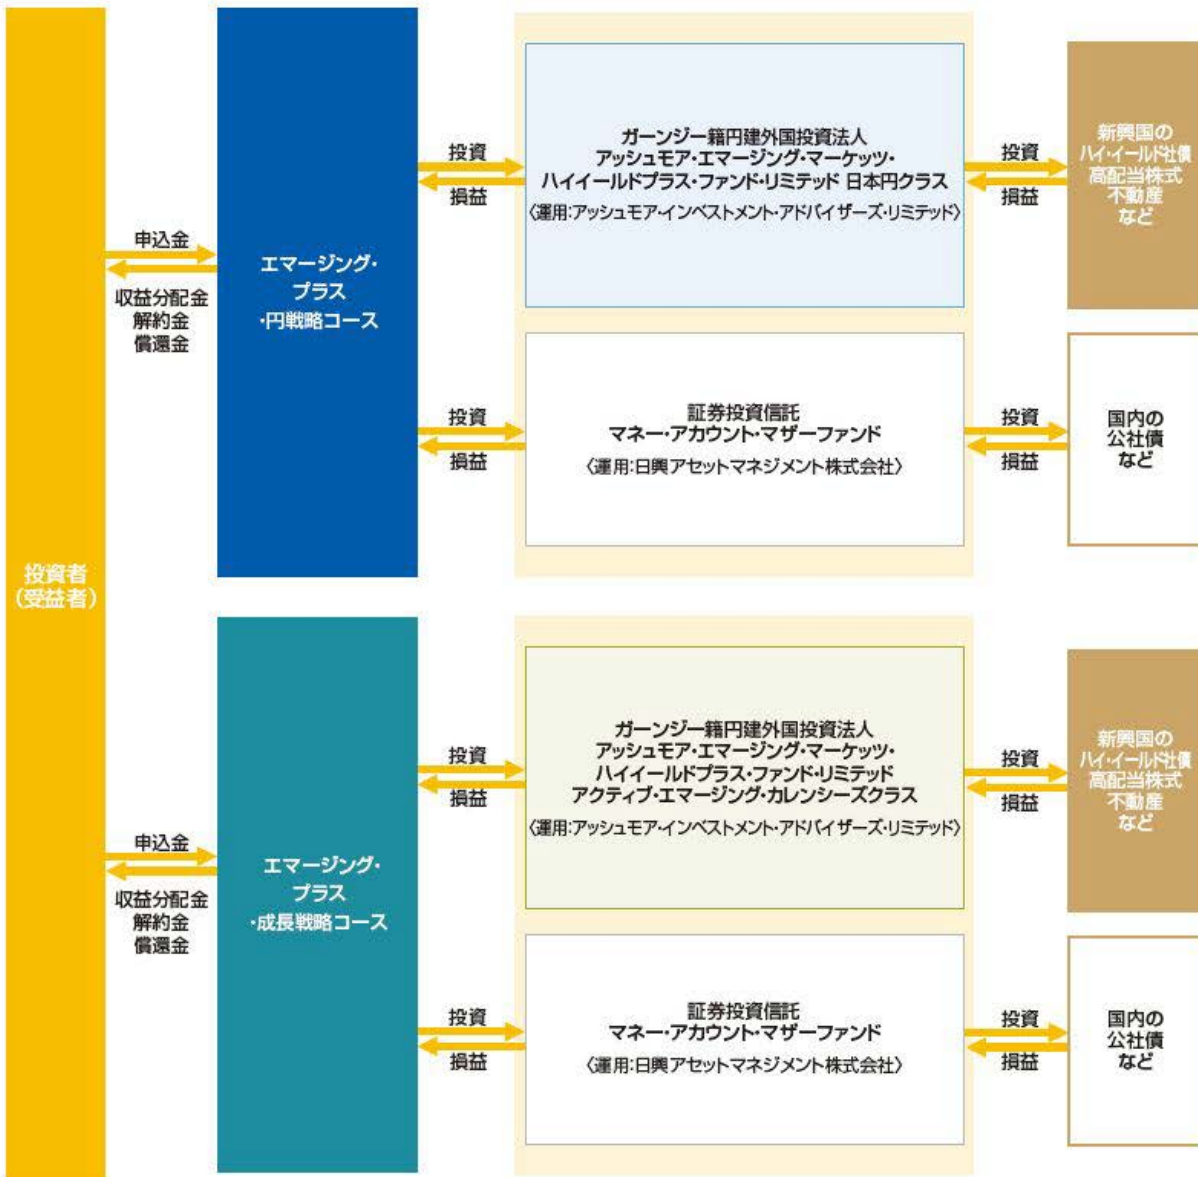 投資者
(受益者)
申込金
収益分配金
解約金
償還金
エマージング・
プラス
・円戦略コース
投資
損益
ガーンジー籍円建外国投資法人
アッシュモア・エマージング・マーケッツ・
ハイイールドプラス・ファンド・リミテッド 日本円クラス
〈運用:アッシュモア・インベストメント・アドバイザーズ・リミテッド〉
投資
損益
新興国の
ハイ・イールド社債
高配当株式
不動産
など
投資
損益
証券投資信託
マネー・アカウント・マザーファンド
〈運用:日興アセットマネジメント株式会社〉
投資
損益
国内の
公社債
など
申込金
収益分配金
解約金
償還金
エマージング・
プラス
・成長戦略コース
投資
損益
ガーンジー籍円建外国投資法人
アッシュモア・エマージング・マーケッツ・
ハイイールドプラス・ファンド・リミテッド
アクティブ・エマージング・カレンシーズクラス
〈運用:アッシュモア・インベストメント・アドバイザーズ・リミテッド〉
投資
損益
新興国の
ハイ・イールド社債
高配当株式
不動産
など
投資
損益
証券投資信託
マネー・アカウント・マザーファンド
〈運用:日興アセットマネジメント株式会社〉
投資
損益
国内の
公社債
など